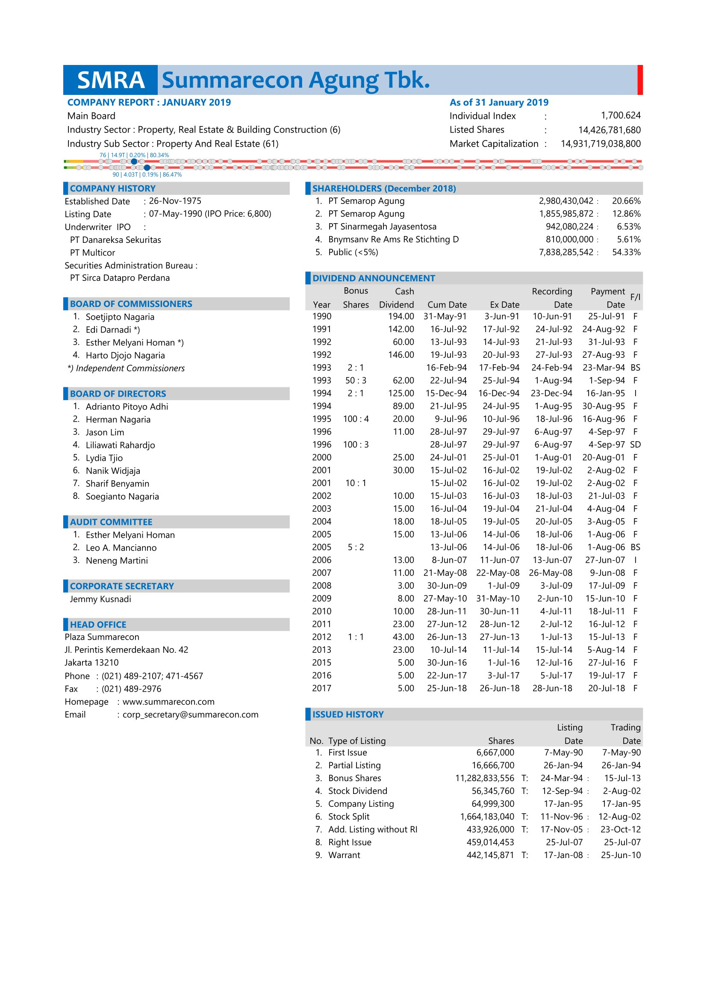 SMRA Summarecon Agung Tbk.
COMPANY REPORT : JANUARY 2019
Main Board
Industry Sector : Property, Real Estate & Building Construction (6)
Industry Sub Sector : Property And Real Estate (61)
As of 31 January 2019
Individual Index : 1,700.624
Listed Shares : 14,426,781,680
Market Capitalization : 14,931,719,038,800
76 | 14.9T | 0.20% | 80.34%
90 | 4.03T | 0.19% | 86.47%
COMPANY HISTORY
Established Date : 26-Nov-1975
Listing Date : 07-May-1990 (IPO Price: 6,800)
Underwriter IPO :
PT Danareksa Sekuritas
PT Multicor
Securities Administration Bureau :
PT Sirca Datapro Perdana
BOARD OF COMMISSIONERS
1. Soetjipto Nagaria
2. Edi Darnadi *)
3. Esther Melyani Homan *)
4. Harto Djojo Nagaria
*) Independent Commissioners
BOARD OF DIRECTORS
1. Adrianto Pitoyo Adhi
2. Herman Nagaria
3. Jason Lim
4. Liliawati Rahardjo
5. Lydia Tjio
6. Nanik Widjaja
7. Sharif Benyamin
8. Soegianto Nagaria
AUDIT COMMITTEE
1. Esther Melyani Homan
2. Leo A. Mancianno
3. Neneng Martini
CORPORATE SECRETARY
Jemmy Kusnadi
HEAD OFFICE
Plaza Summarecon
Jl. Perintis Kemerdekaan No. 42
Jakarta 13210
Phone : (021) 489-2107; 471-4567
Fax : (021) 489-2976
Homepage : www.summarecon.com
Email : corp_secretary@summarecon.com
SHAREHOLDERS (December 2018)
1. PT Semarop Agung 2,980,430,042 : 20.66%
2. PT Semarop Agung 1,855,985,872 : 12.86%
3. PT Sinarmegah Jayasentosa 942,080,224 : 6.53%
4. Bnymsanv Re Ams Re Stichting D 810,000,000 : 5.61%
5. Public (<5%) 7,838,285,542 : 54.33%
DIVIDEND ANNOUNCEMENT
Bonus Cash Recording Payment F/I
Year Shares Dividend Cum Date Ex Date Date Date
1990 194.00 31-May-91 3-Jun-91 10-Jun-91 25-Jul-91 F
1991 142.00 16-Jul-92 17-Jul-92 24-Jul-92 24-Aug-92 F
1992 60.00 13-Jul-93 14-Jul-93 21-Jul-93 31-Jul-93 F
1992 146.00 19-Jul-93 20-Jul-93 27-Jul-93 27-Aug-93 F
1993 2 : 1 16-Feb-94 17-Feb-94 24-Feb-94 23-Mar-94 BS
1993 50 : 3 62.00 22-Jul-94 25-Jul-94 1-Aug-94 1-Sep-94 F
1994 2 : 1 125.00 15-Dec-94 16-Dec-94 23-Dec-94 16-Jan-95 I
1994 89.00 21-Jul-95 24-Jul-95 1-Aug-95 30-Aug-95 F
1995 100 : 4 20.00 9-Jul-96 10-Jul-96 18-Jul-96 16-Aug-96 F
1996 11.00 28-Jul-97 29-Jul-97 6-Aug-97 4-Sep-97 F
1996 100 : 3 28-Jul-97 29-Jul-97 6-Aug-97 4-Sep-97 SD
2000 25.00 24-Jul-01 25-Jul-01 1-Aug-01 20-Aug-01 F
2001 30.00 15-Jul-02 16-Jul-02 19-Jul-02 2-Aug-02 F
2001 10 : 1 15-Jul-02 16-Jul-02 19-Jul-02 2-Aug-02 F
2002 10.00 15-Jul-03 16-Jul-03 18-Jul-03 21-Jul-03 F
2003 15.00 16-Jul-04 19-Jul-04 21-Jul-04 4-Aug-04 F
2004 18.00 18-Jul-05 19-Jul-05 20-Jul-05 3-Aug-05 F
2005 15.00 13-Jul-06 14-Jul-06 18-Jul-06 1-Aug-06 F
2005 5 : 2 13-Jul-06 14-Jul-06 18-Jul-06 1-Aug-06 BS
2006 13.00 8-Jun-07 11-Jun-07 13-Jun-07 27-Jun-07 I
2007 11.00 21-May-08 22-May-08 26-May-08 9-Jun-08 F
2008 3.00 30-Jun-09 1-Jul-09 3-Jul-09 17-Jul-09 F
2009 8.00 27-May-10 31-May-10 2-Jun-10 15-Jun-10 F
2010 10.00 28-Jun-11 30-Jun-11 4-Jul-11 18-Jul-11 F
2011 23.00 27-Jun-12 28-Jun-12 2-Jul-12 16-Jul-12 F
2012 1 : 1 43.00 26-Jun-13 27-Jun-13 1-Jul-13 15-Jul-13 F
2013 23.00 10-Jul-14 11-Jul-14 15-Jul-14 5-Aug-14 F
2015 5.00 30-Jun-16 1-Jul-16 12-Jul-16 27-Jul-16 F
2016 5.00 22-Jun-17 3-Jul-17 5-Jul-17 19-Jul-17 F
2017 5.00 25-Jun-18 26-Jun-18 28-Jun-18 20-Jul-18 F
ISSUED HISTORY
Listing Trading
No. Type of Listing Shares Date Date
1. First Issue 6,667,000 7-May-90 7-May-90
2. Partial Listing 16,666,700 26-Jan-94 26-Jan-94
3. Bonus Shares 11,282,833,556 T: 24-Mar-94 : 15-Jul-13
4. Stock Dividend 56,345,760 T: 12-Sep-94 : 2-Aug-02
5. Company Listing 64,999,300 17-Jan-95 17-Jan-95
6. Stock Split 1,664,183,040 T: 11-Nov-96 : 12-Aug-02
7. Add. Listing without RI 433,926,000 T: 17-Nov-05 : 23-Oct-12
8. Right Issue 459,014,453 25-Jul-07 25-Jul-07
9. Warrant 442,145,871 T: 17-Jan-08 : 25-Jun-10